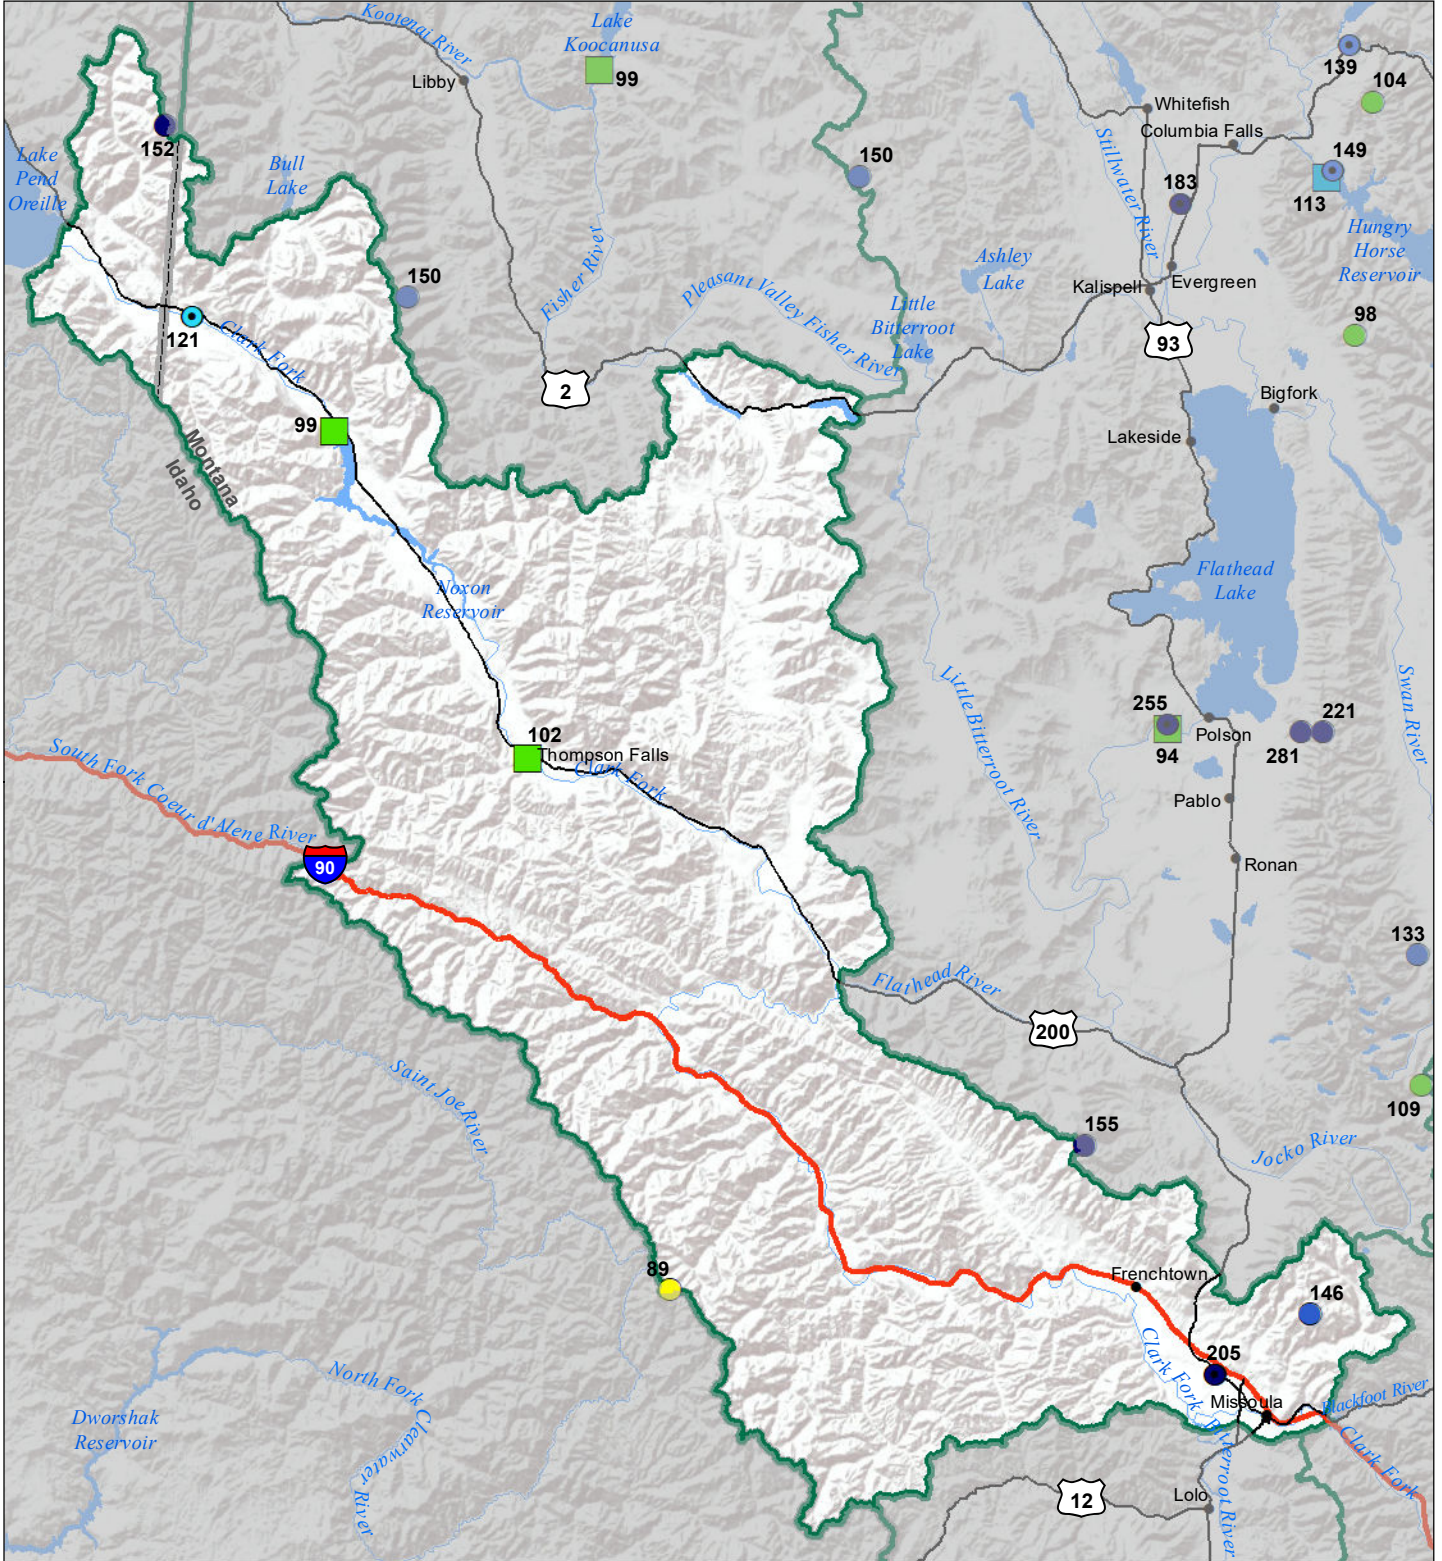 Kootenai River
Lake
Koocanusa
99
Libby
139
104
Whitefish
Columbia Falls
Stillwater River
152
Lake
Pend
Oreille
Bull
Lake
150
149
183
113
Hungry
Horse
Reservoir
Ashley
Lake
150
Fisher River
Pleasant Valley Fisher River
Little
Bitterroot
Lake
Kalispell
Evergreen
98
121
Clark Fork
93
2
Bigfork
99
Lakeside
Montana
Idaho
Noxon
Reservoir
Flathead
Lake
Little Bitterroot River
Swan River
255
221
102
Thompson Falls
Polson
94
281
Clark Fork
South Fork Coeur d'Alene River
Pablo
90
Ronan
133
Flathead River
200
Saint Joe River
109
155
Jocko River
89
Frenchtown
146
Clark Fork
205
Missoula
Blackfoot River
North Fork Clearwater River
Dworshak
Reservoir
Bitterroot River
Clark Fork
12
Lolo